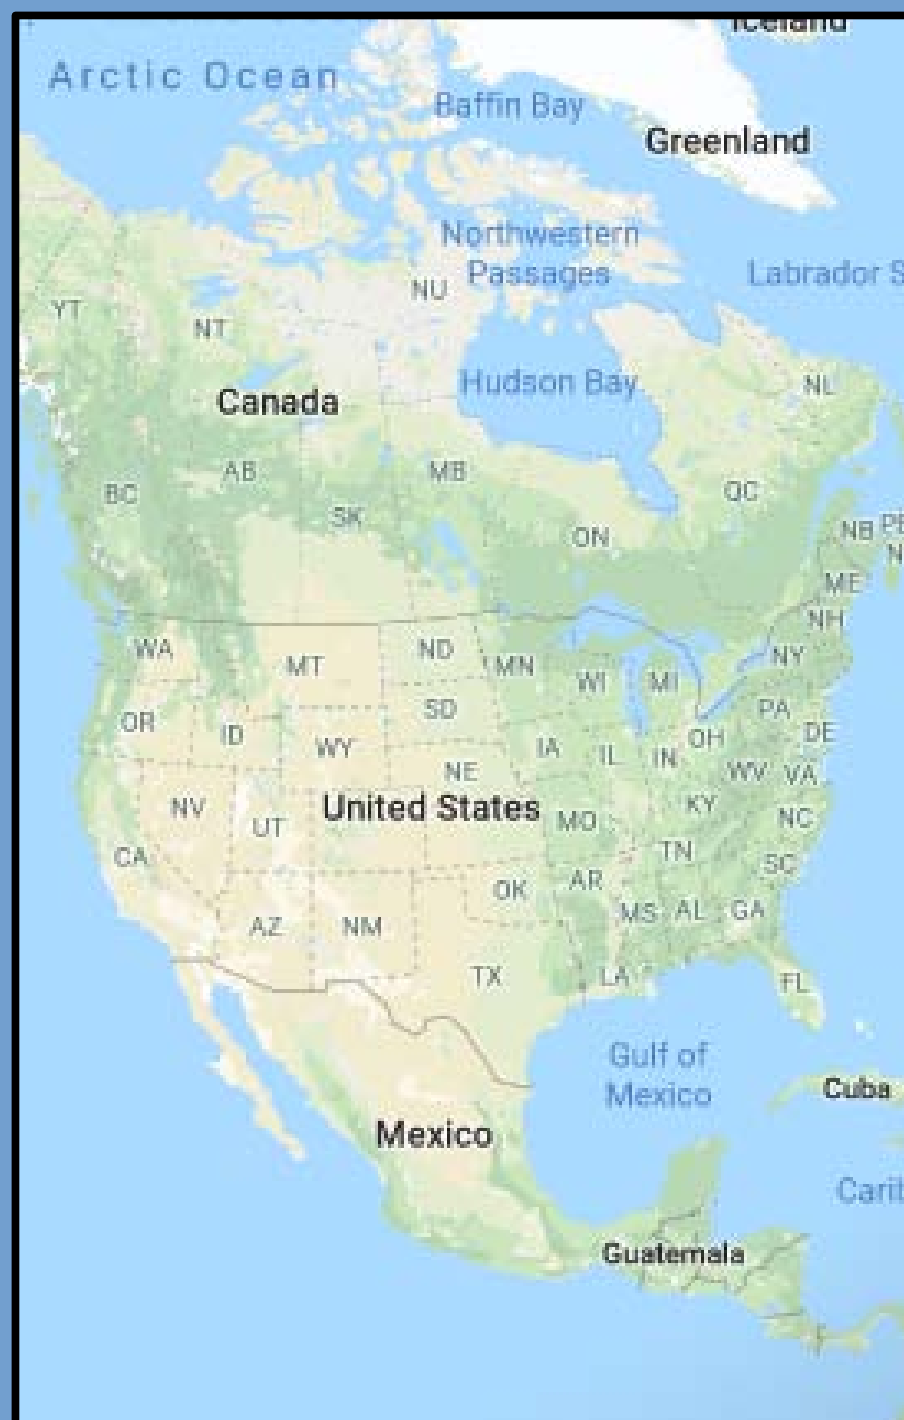 Iceland
Arctic Ocean
Baffin Bay
Greenland
Northwestern
Passages
Labrador S
NU
YT
NT
Hudson Bay
NL
Canada
AB
MB
BC
QC
SK
ON
NB PE
N
ME
NH
WA
ND
NY
MT
MN
WI
MI
SD
PA
OR
ID
DE
OH
WY
IA
IL
IN
NE
WV
VA
NV
United States
KY
UT
MO
NC
CA
TN
SC
OK
AR
AZ
NM
MS
AL
GA
TX
LA
FL
Gulf of
Mexico
Cuba
Mexico
Carib
Guatemala